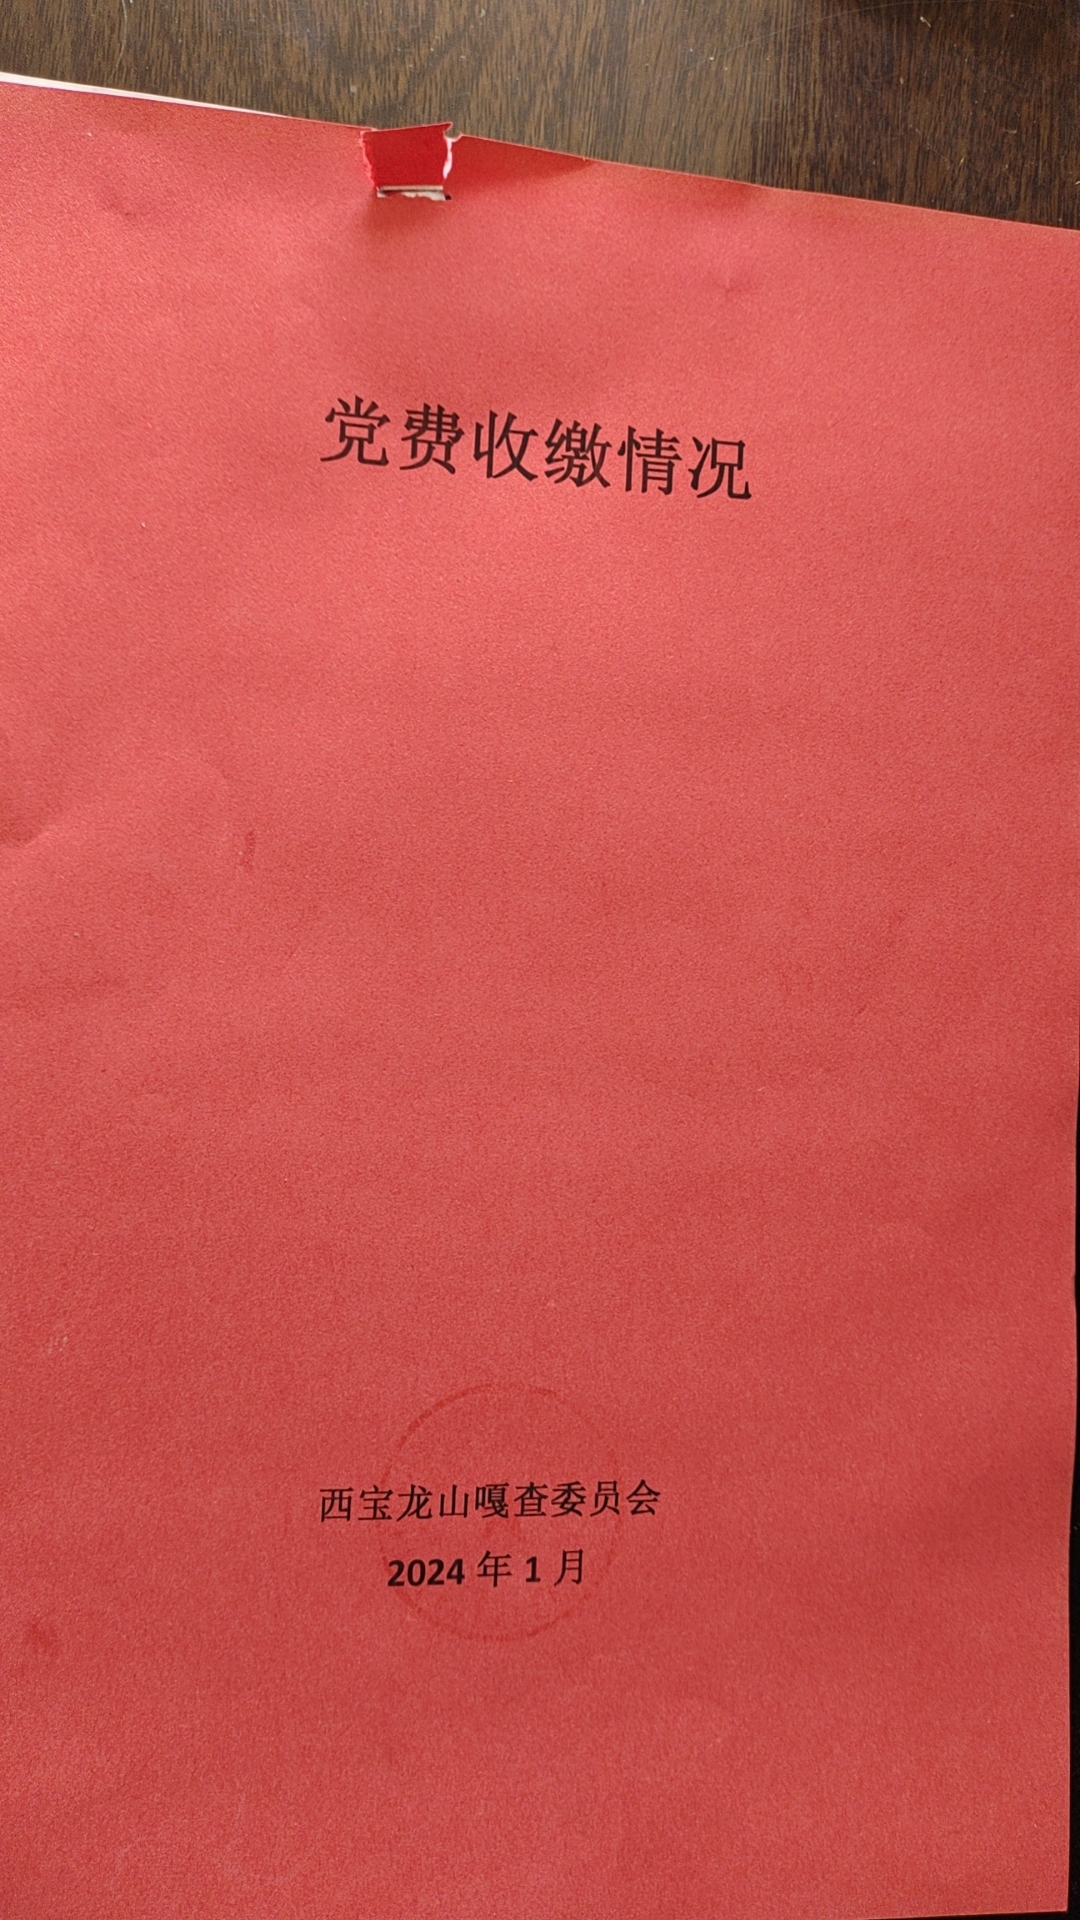 党费收缴情况
西宝龙山嘎查委员会
2024 年 1 月